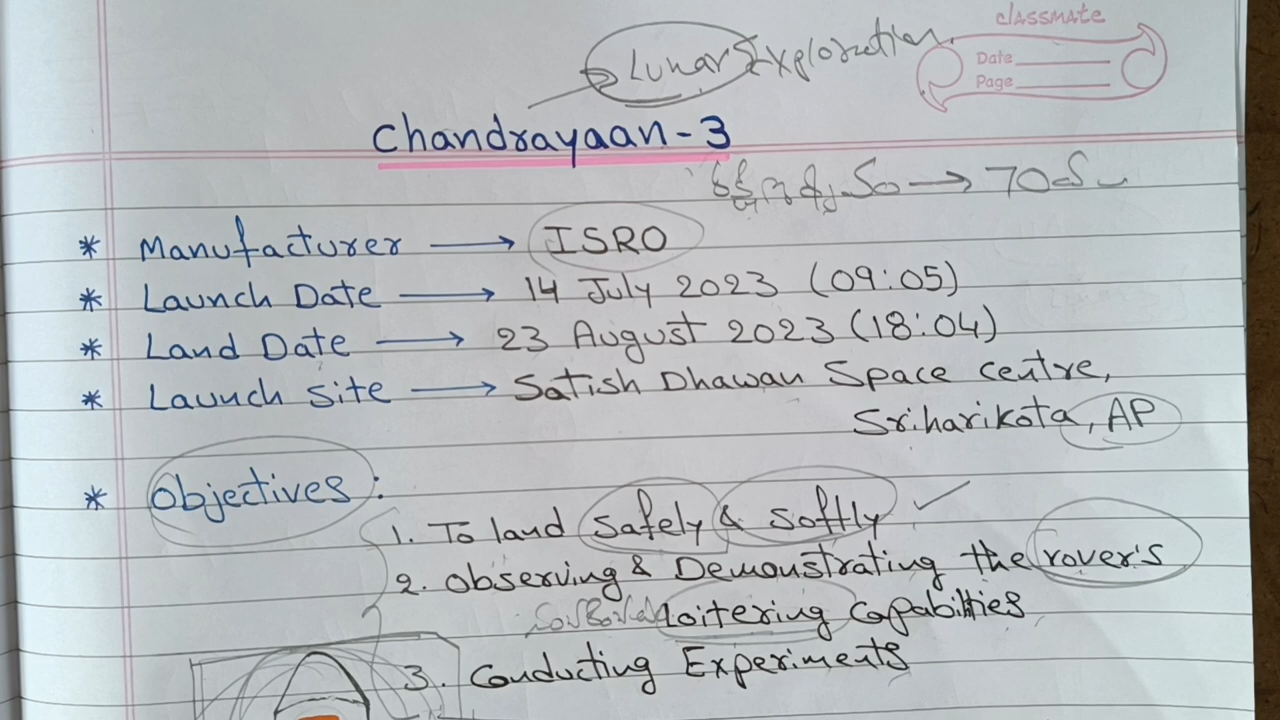 classmate
Date
Page
Lunar Exploration
Chandrayaan-3
→ 70
* Manufacturer → ISRO
* Launch Date → 14 July 2023 (09:05)
* Land Date → 23 August 2023 (18:04)
* Launch site → Satish Dhawan Space centre,
Sriharikota, AP
* Objectives :
1. To land Safely & Softly ✓
2. Observing & Demonstrating the rover's
Loitering Capabilities
3. Conducting Experiments